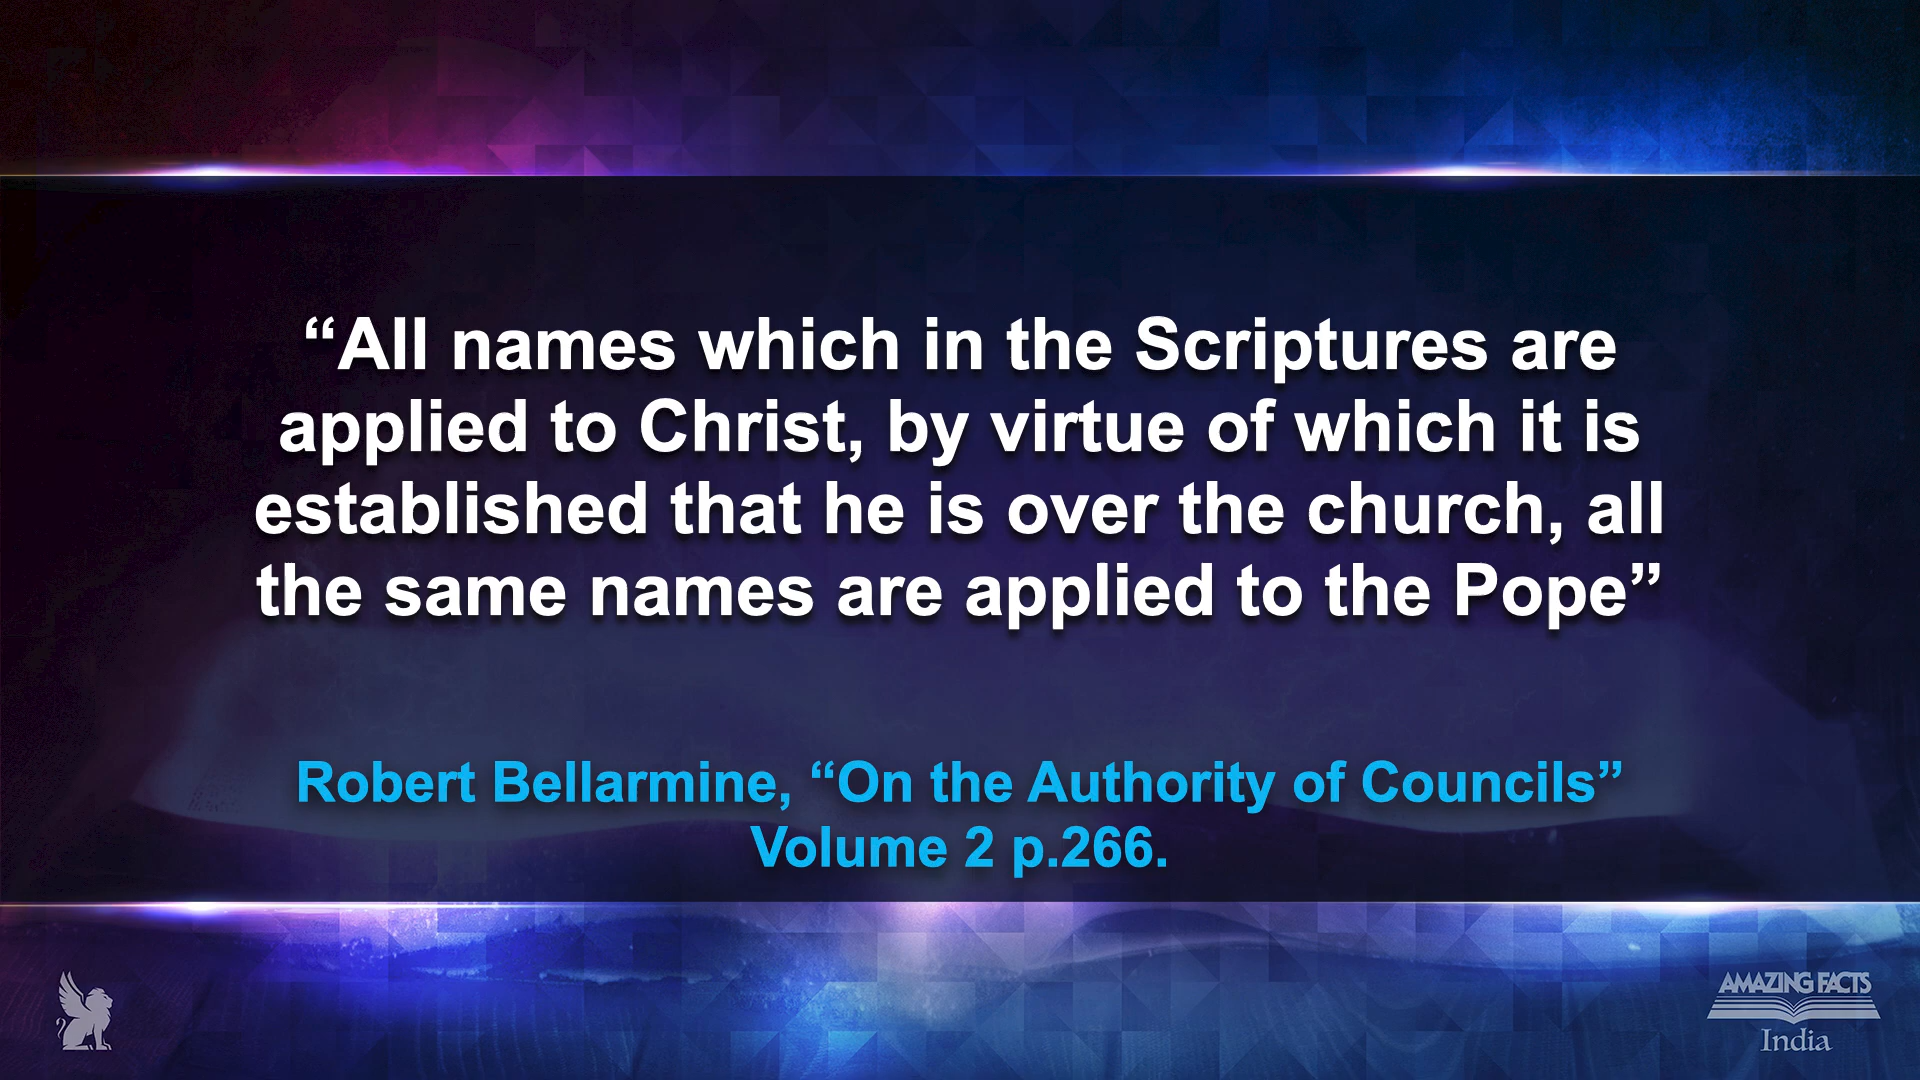 “All names which in the Scriptures are
applied to Christ, by virtue of which it is
established that he is over the church, all
the same names are applied to the Pope”
Robert Bellarmine, “On the Authority of Councils”
Volume 2 p.266.
AMAZING FACTS
India